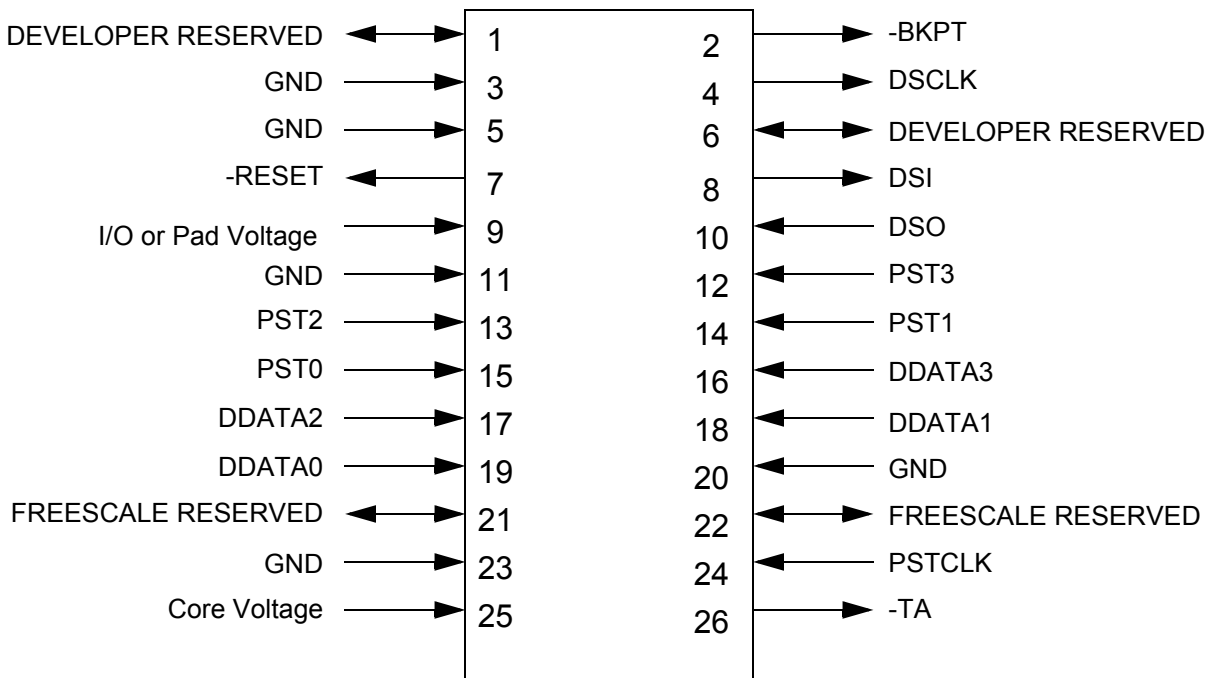 DEVELOPER RESERVED 1 2 -BKPT
GND 3 4 DSCLK
GND 5 6 DEVELOPER RESERVED
-RESET 7 8 DSI
I/O or Pad Voltage 9 10 DSO
GND 11 12 PST3
PST2 13 14 PST1
PST0 15 16 DDATA3
DDATA2 17 18 DDATA1
DDATA0 19 20 GND
FREESCALE RESERVED 21 22 FREESCALE RESERVED
GND 23 24 PSTCLK
Core Voltage 25 26 -TA